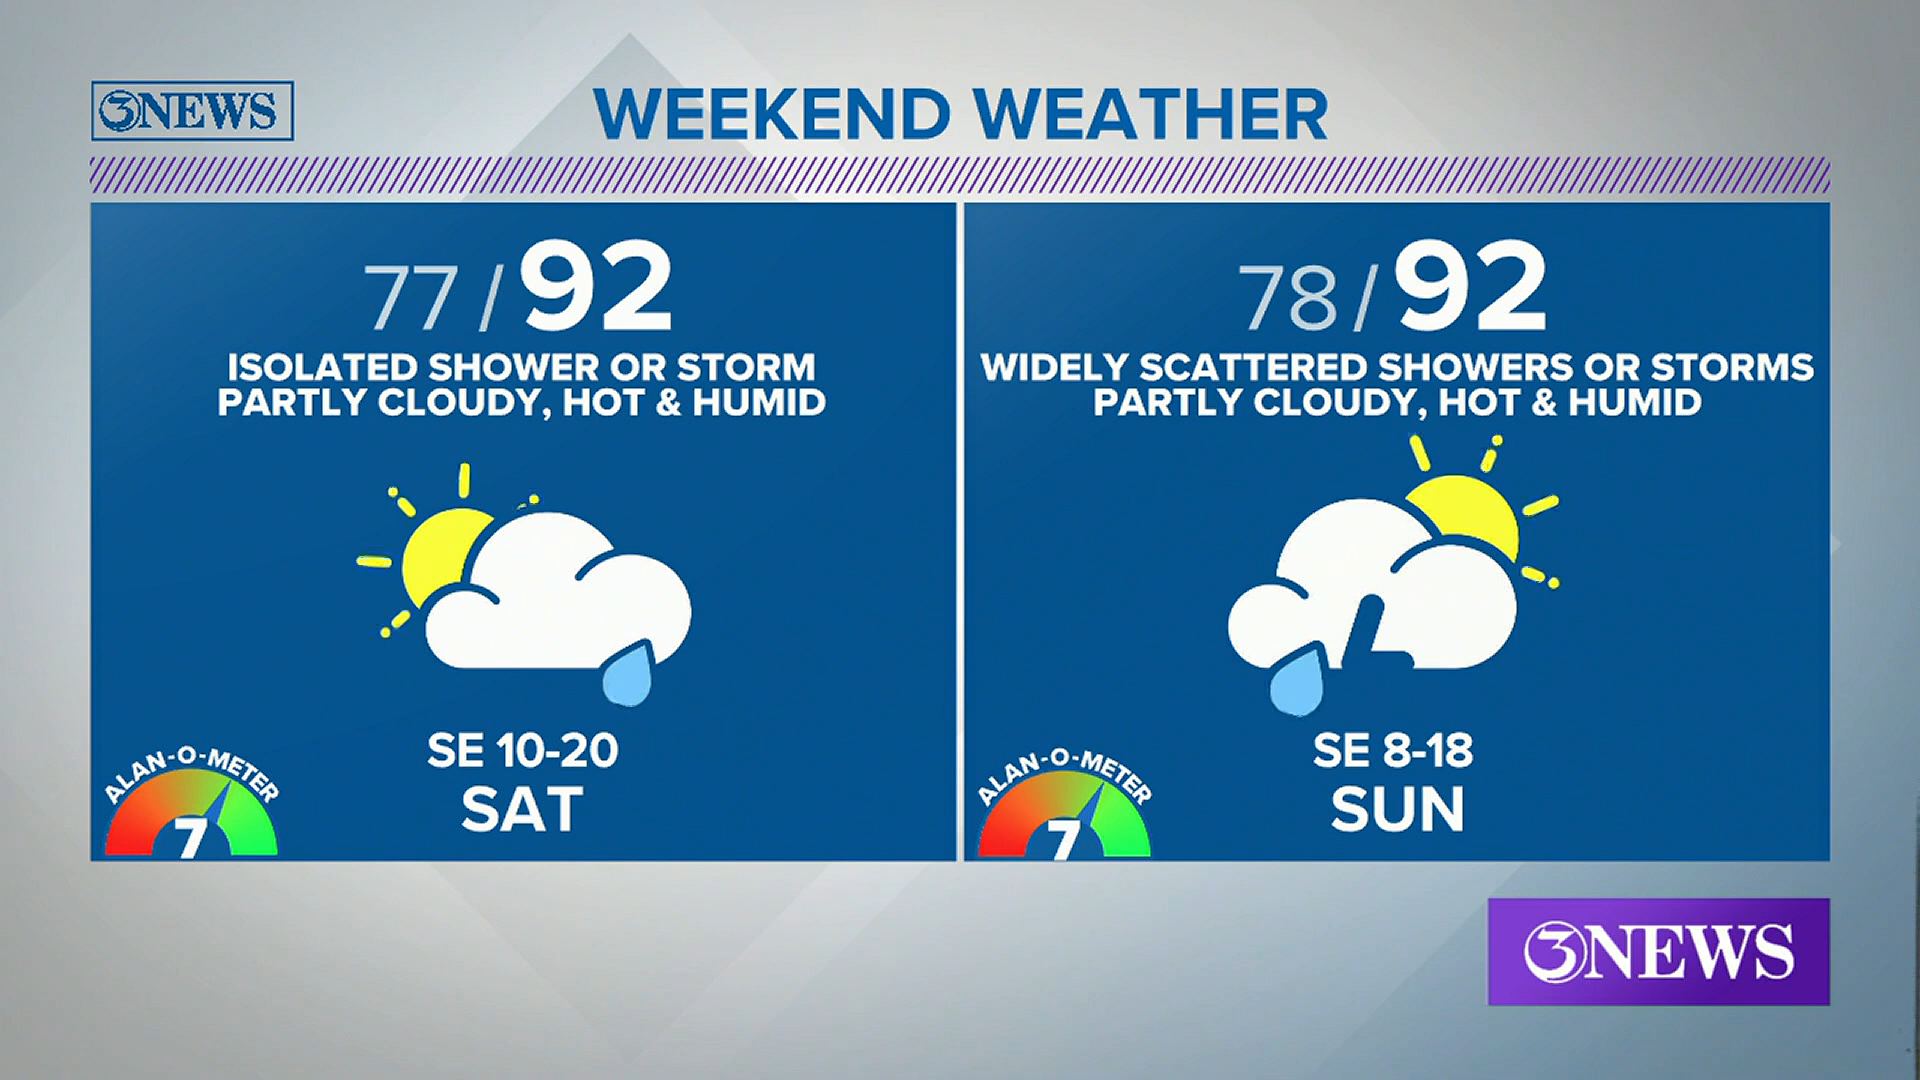 3NEWS
WEEKEND WEATHER
77/92
ISOLATED SHOWER OR STORM
PARTLY CLOUDY, HOT & HUMID
SE 10-20
SAT
ALAN-O-METER
7
78/92
WIDELY SCATTERED SHOWERS OR STORMS
PARTLY CLOUDY, HOT & HUMID
SE 8-18
SUN
ALAN-O-METER
7
3NEWS